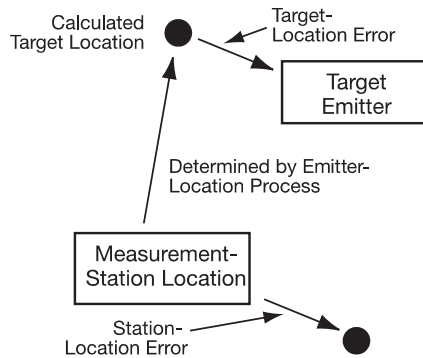 Calculated
Target Location
Target-
Location Error
Target
Emitter
Determined by Emitter-
Location Process
Measurement-
Station Location
Station-
Location Error